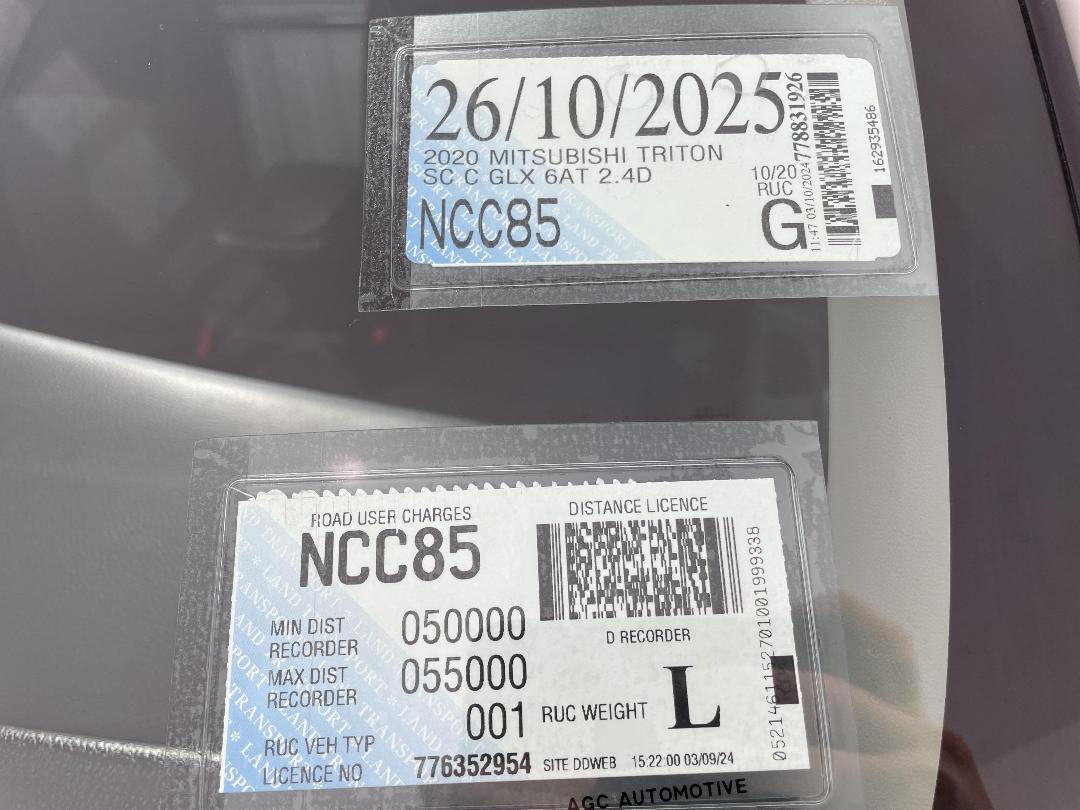 26/10/2025
2020 MITSUBISHI TRITON
SC C GLX 6AT 2.4D
10/20
RUC
NCC85
G
11:47 03/10/2024 778831926
162935486
ROAD USER CHARGES
DISTANCE LICENCE
NCC85
MIN DIST RECORDER 050000
D RECORDER
MAX DIST RECORDER 055000
RUC VEH TYP 001
RUC WEIGHT L
LICENCE NO 776352954
SITE DDWEB 15:22:00 03/09/24
0521461152701001999338
AGC AUTOMOTIVE